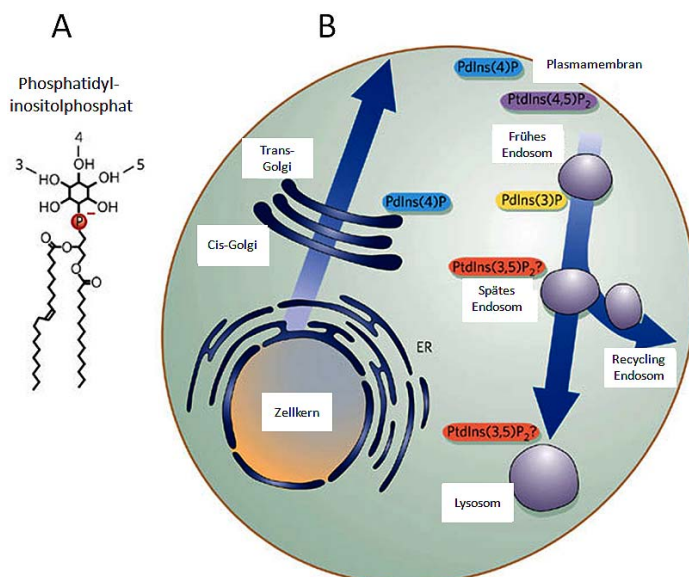 A
B
Phosphatidyl-
inositolphosphat
4
3
5
OH
OH
OH
HO
HO
OH
P
−
O
O
O
O
PdIns(4)P
Plasmamembran
PtdIns(4,5)P2
Frühes
Endosom
Trans-
Golgi
PdIns(4)P
PdIns(3)P
Cis-Golgi
PtdIns(3,5)P2?
Spätes
Endosom
ER
Recycling
Endosom
Zellkern
PtdIns(3,5)P2?
Lysosom